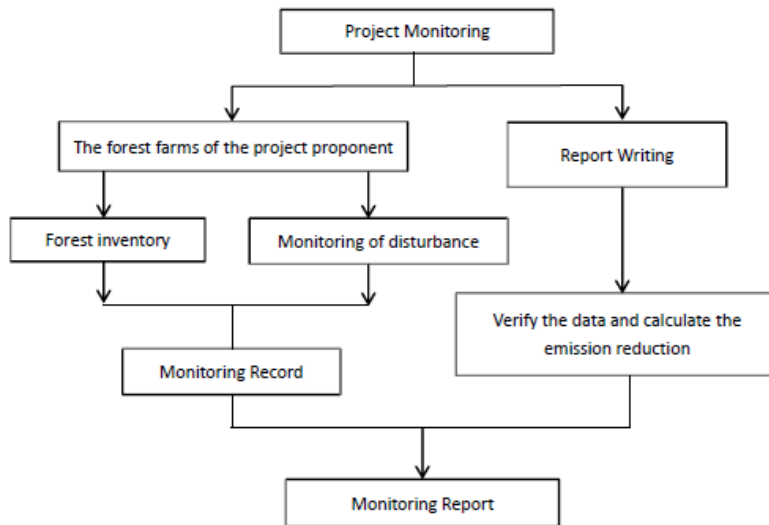 Project Monitoring
The forest farms of the project proponent
Report Writing
Forest inventory
Monitoring of disturbance
Verify the data and calculate the
emission reduction
Monitoring Record
Monitoring Report